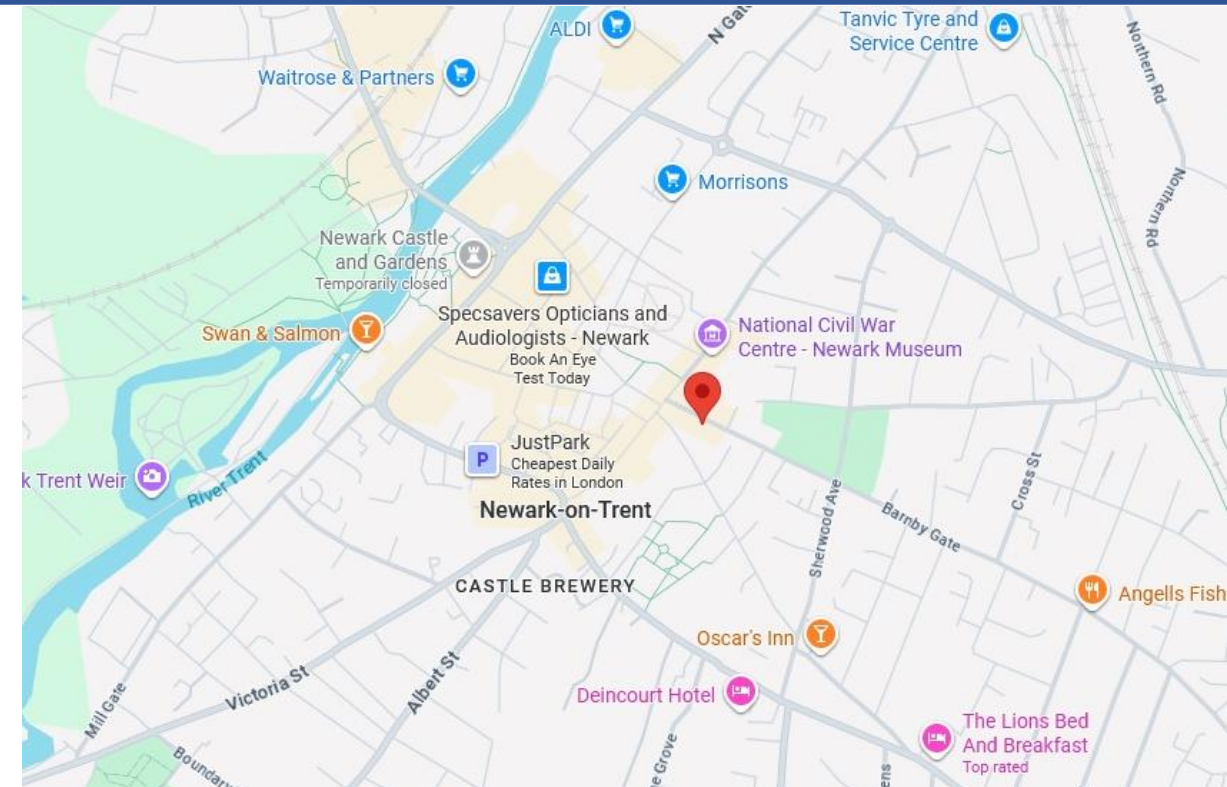 ALDI
N Gate
Tanvic Tyre and
Service Centre
Northern Rd
Waitrose & Partners
Morrisons
Northern Rd
Newark Castle
and Gardens
Temporarily closed
Specsavers Opticians and
Audiologists - Newark
Book An Eye
Test Today
Swan & Salmon
National Civil War
Centre - Newark Museum
P
JustPark
Cheapest Daily
Rates in London
k Trent Weir
River Trent
Newark-on-Trent
Cross St
Sherwood Ave
Barnby Gate
CASTLE BREWERY
Angells Fish
Oscar's Inn
Albert St
Victoria St
Deincourt Hotel
Mill Gate
The Lions Bed
And Breakfast
Top rated
Boundar
e Grove
ens